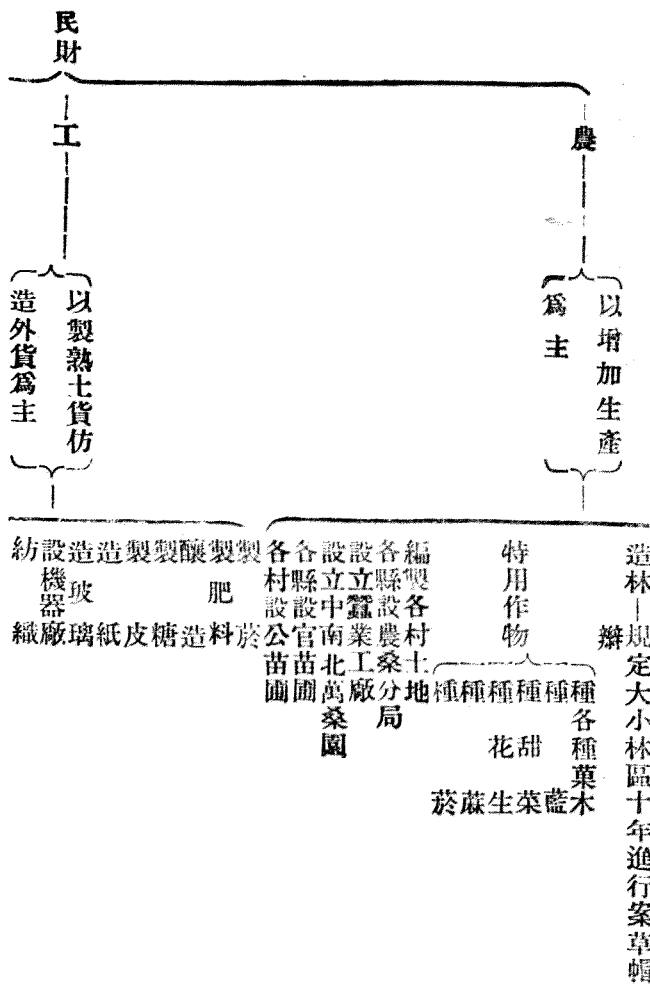 民財
農
以增加生產
爲主
造林—規定大小林區十年進行案草帽
辮
特用作物
種各種菓木
種藍
種甜菜
種花生
種蔴
種菸
編製各村土地
各縣設農桑分局
設立蠶業工廠
設立中南北萬桑園
各縣設官苗圃
各村設公苗圃
工
以製熟土貨仿
造外貨爲主
製菸
製肥料
釀造
製糖
製皮
造紙
造玻璃
設機器廠
紡織